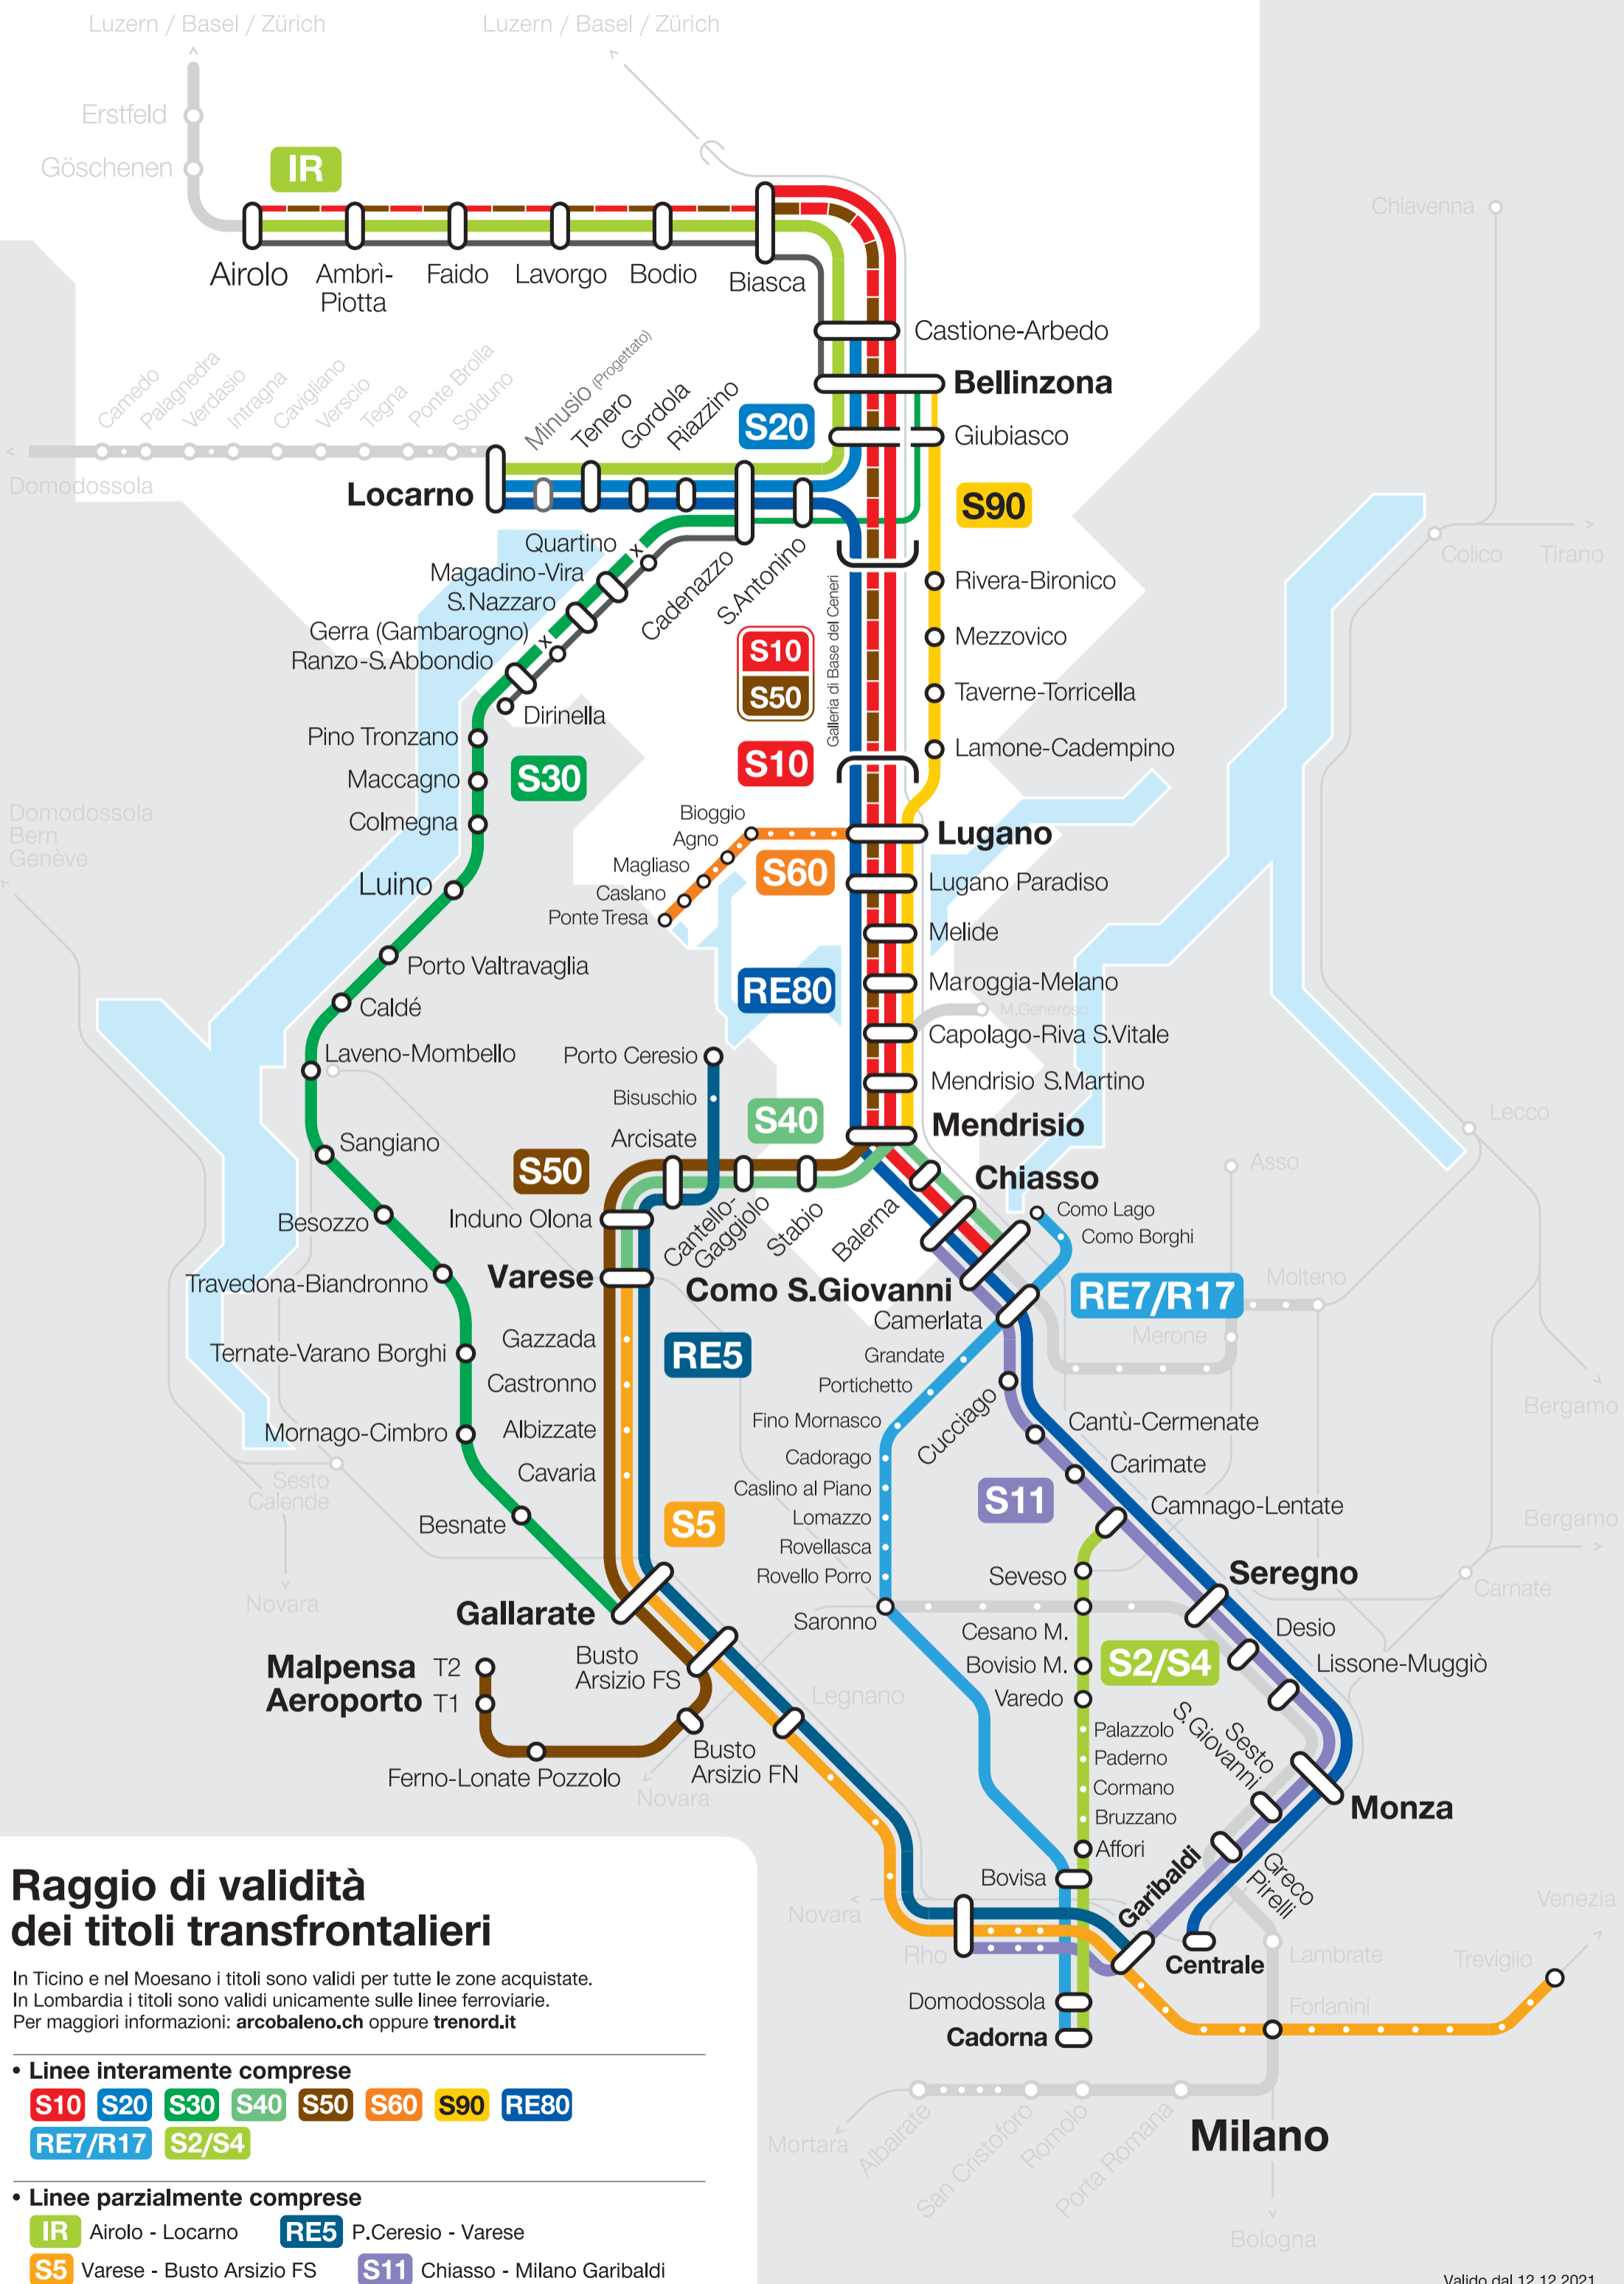 Luzern / Basel / Zürich
Luzern / Basel / Zürich
Erstfeld
Göschenen
IR
Chiavenna
Airolo
Ambrì-
Piotta
Faido
Lavorgo
Bodio
Biasca
Castione-Arbedo
Bellinzona
Giubiasco
Camedo
Palagnedra
Verdasio
Intragna
Cavigliano
Verscio
Tegna
Ponte Brolla
Solduno
Minusio (Progettato)
Tenero
Gordola
Riazzino
S20
Domodossola
Locarno
S90
Colico
Tirano
Quartino
Magadino-Vira
S.Nazzaro
Gerra (Gambarogno)
Ranzo-S.Abbondio
Dirinella
Cadenazzo
S.Antonino
Galleria di Base del Ceneri
Rivera-Bironico
Mezzovico
Taverne-Torricella
Lamone-Cadempino
S10
S50
S10
Pino Tronzano
Maccagno
Colmegna
S30
Luino
Domodossola
Bern
Genève
Bioggio
Agno
Magliaso
Caslano
Ponte Tresa
S60
Lugano
Lugano Paradiso
Melide
Maroggia-Melano
M.Generoso
Capolago-Riva S.Vitale
Mendrisio S.Martino
Mendrisio
RE80
Porto Valtravaglia
Caldé
Laveno-Mombello
Sangiano
Besozzo
Travedona-Biandronno
Ternate-Varano Borghi
Mornago-Cimbro
Besnate
Sesto
Calende
Novara
Porto Ceresio
Bisuschio
Arcisate
S40
S50
Induno Olona
Cantello-
Gaggiolo
Stabio
Balerna
Chiasso
Como Lago
Como Borghi
Varese
Como S.Giovanni
Camerlata
RE7/R17
Lecco
Asso
Molteno
Merone
Bergamo
Gazzada
Castronno
Albizzate
Cavaria
RE5
S5
Grandate
Portichetto
Fino Mornasco
Cadorago
Caslino al Piano
Lomazzo
Rovellasca
Rovello Porro
Saronno
Cucciago
Cantù-Cermenate
Carimate
Camnago-Lentate
S11
Bergamo
Carnate
Seregno
Desio
Lissone-Muggiò
Seveso
Cesano M.
Bovisio M.
Varedo
S2/S4
Palazzolo
Paderno
Cormano
Bruzzano
Affori
Sesto
S.Giovanni
Monza
Gallarate
Busto
Arsizio FS
Malpensa
Aeroporto
T2
T1
Ferno-Lonate Pozzolo
Busto
Arsizio FN
Legnano
Novara
Bovisa
Garibaldi
Greco
Pirelli
Novara
Rho
Centrale
Lambrate
Venezia
Treviglio
Domodossola
Cadorna
Forlanini
Mortara
Albairate
San Cristoforo
Romolo
Porta Romana
Milano
Bologna
Raggio di validità
dei titoli transfrontalieri
In Ticino e nel Moesano i titoli sono validi per tutte le zone acquistate.
In Lombardia i titoli sono validi unicamente sulle linee ferroviarie.
Per maggiori informazioni: arcobaleno.ch oppure trenord.it
• Linee interamente comprese
S10 S20 S30 S40 S50 S60 S90 RE80
RE7/R17 S2/S4
• Linee parzialmente comprese
IR Airolo - Locarno RE5 P.Ceresio - Varese
S5 Varese - Busto Arsizio FS S11 Chiasso - Milano Garibaldi
Valido dal 12.12.2021